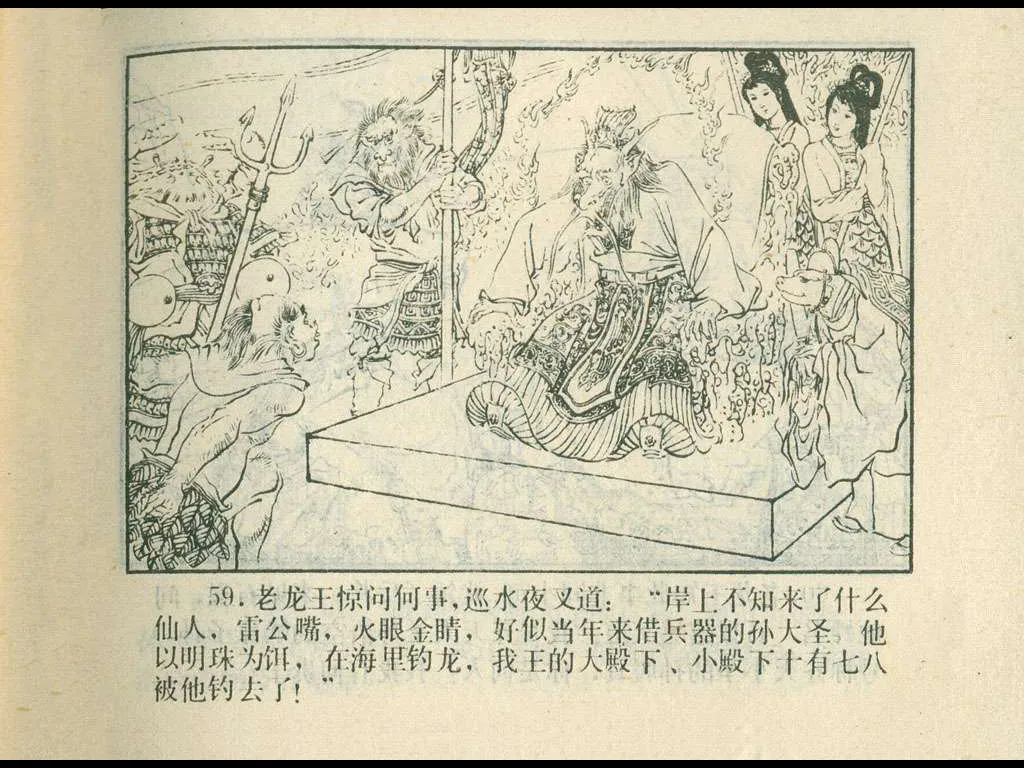 59. 老龙王惊问何事，巡水夜叉道：“岸上不知来了什么
仙人，雷公嘴，火眼金睛，好似当年来借兵器的孙大圣。他
以明珠为饵，在海里钓龙，我王的大殿下、小殿下十有七八
被他钓去了！”